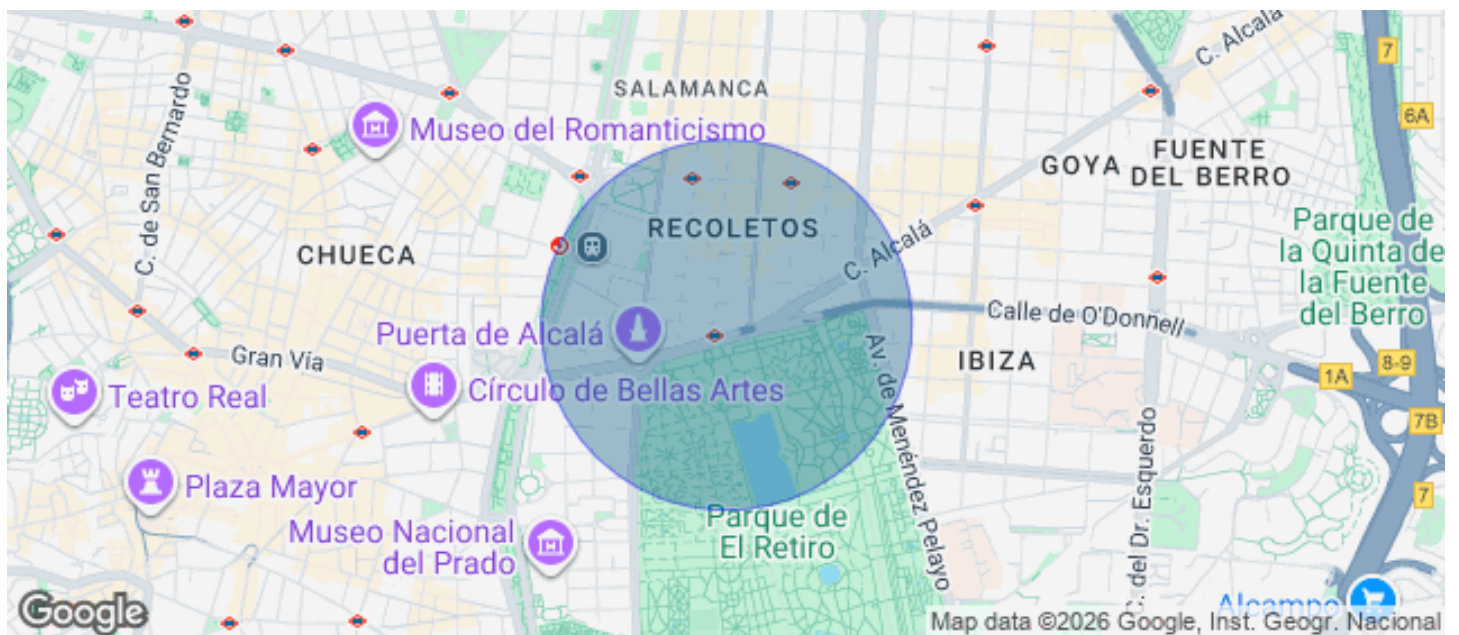 C. Alcalá
7
SALAMANCA
C. de San Bernardo
Museo del Romanticismo
6A
GOYA
FUENTE
DEL BERRO
RECOLETOS
CHUECA
Parque de
la Quinta de
la Fuente
del Berro
C. Alcalá
Puerta de Alcalá
Calle de O'Donnell
Gran Vía
IBIZA
Av. de Menéndez Pelayo
8-9
1A
Teatro Real
Círculo de Bellas Artes
7B
C. del Dr. Esquerdo
Plaza Mayor
7
Museo Nacional
del Prado
Parque de
El Retiro
Alcampo
Google
Map data ©2026 Google, Inst. Geogr. Nacional